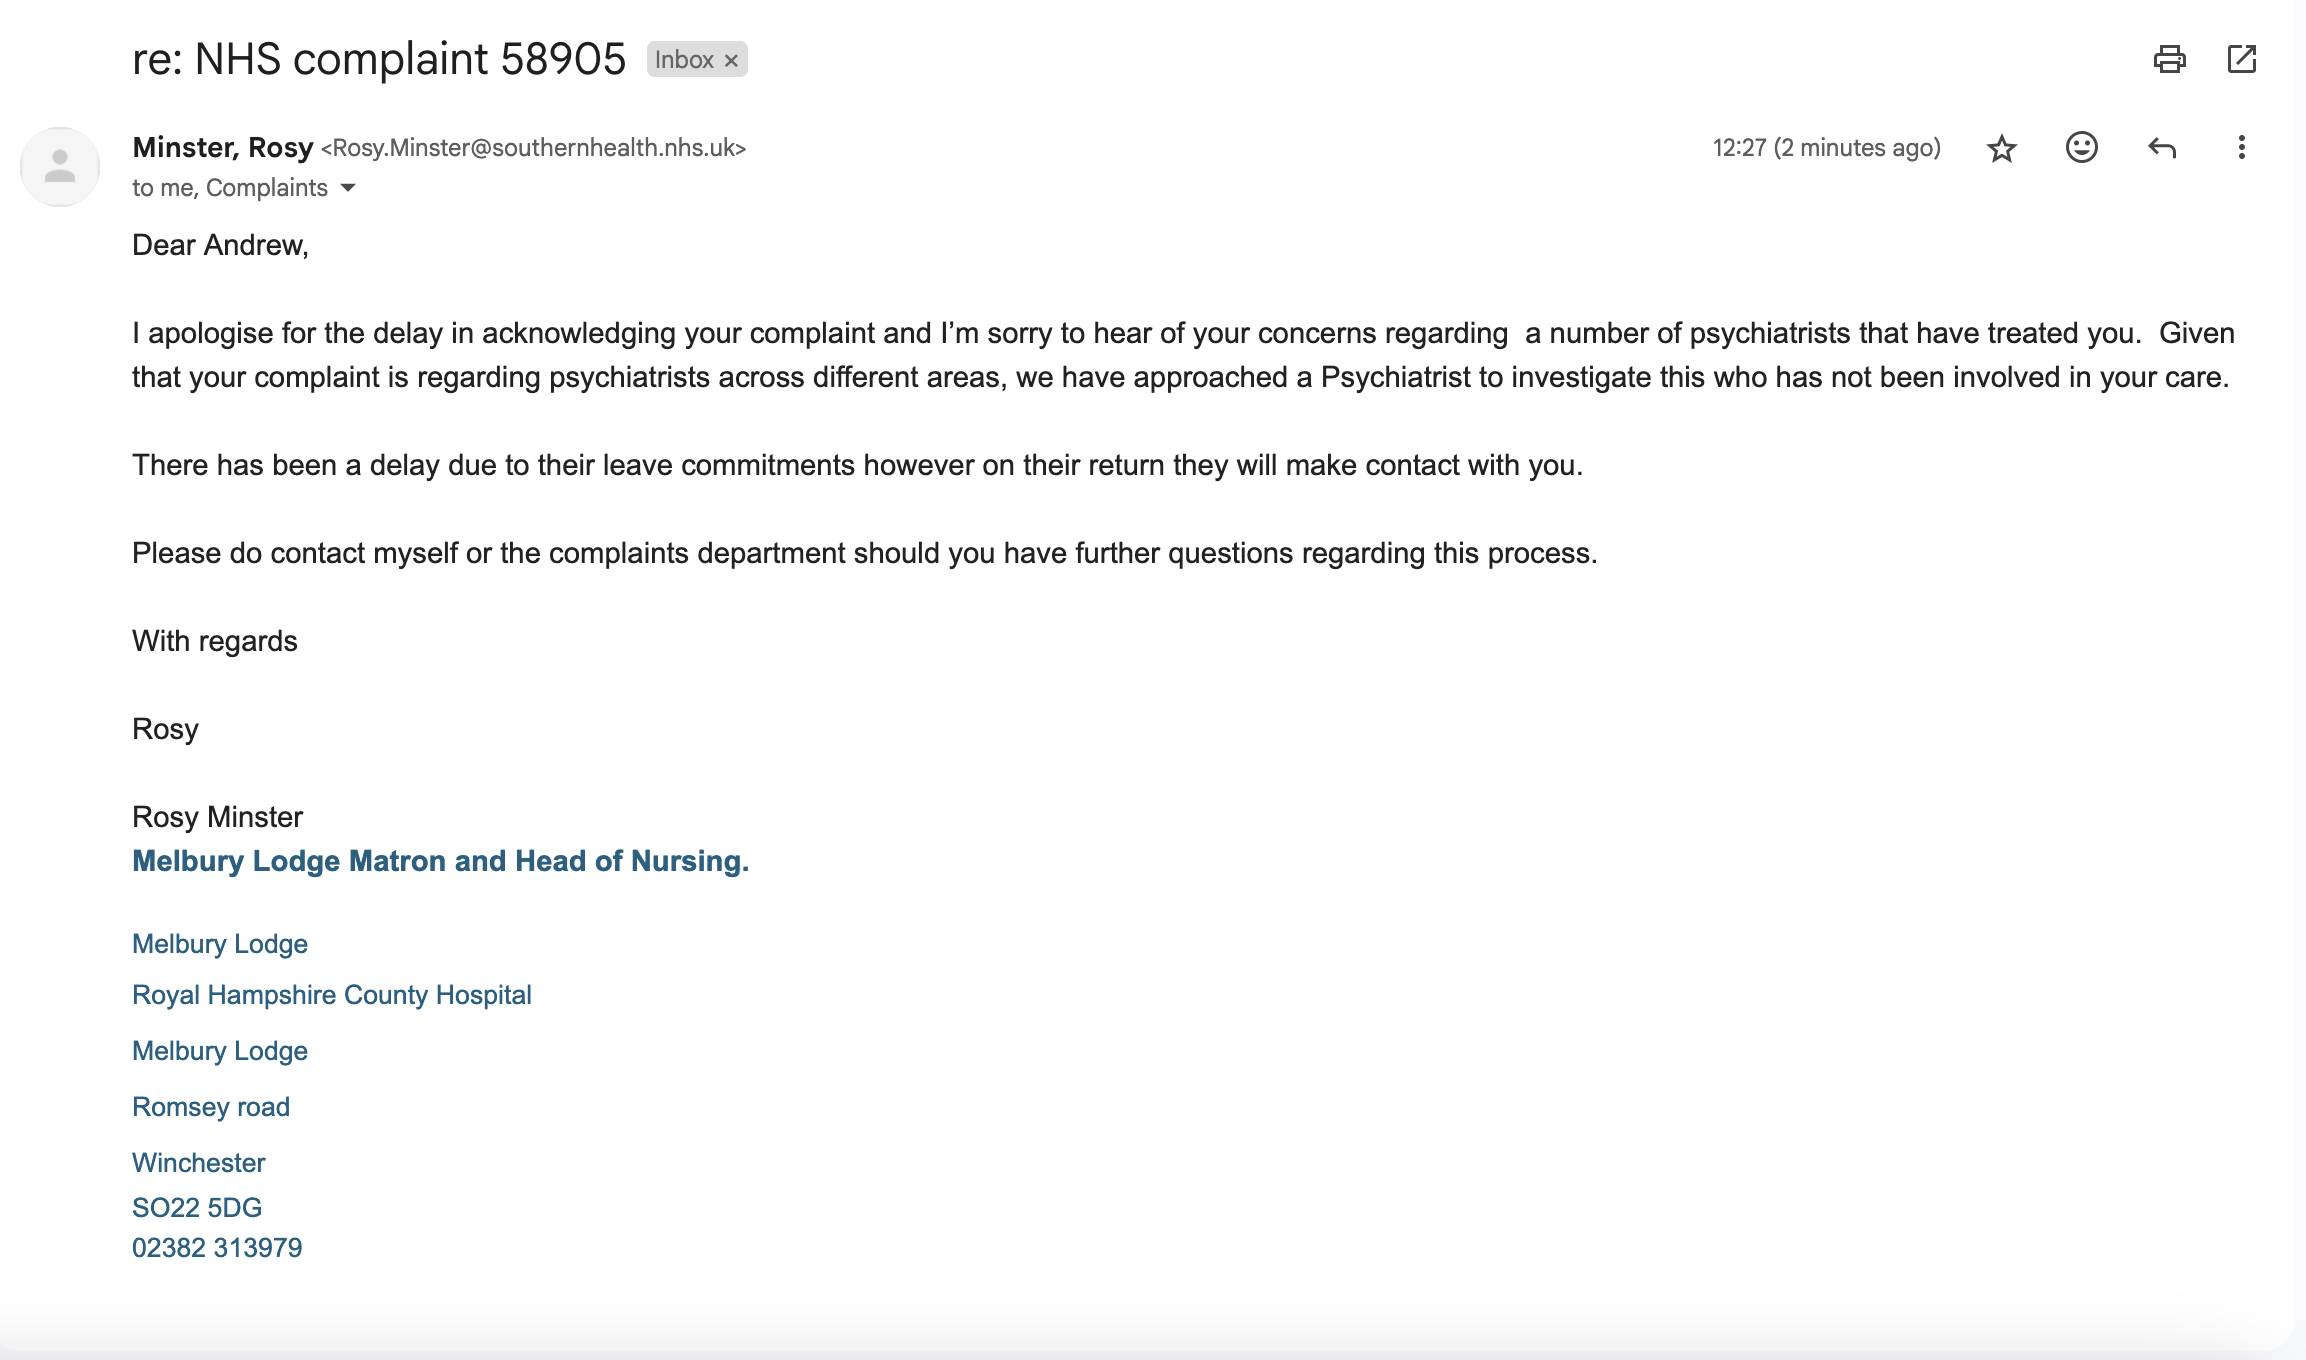 re: NHS complaint 58905 Inbox ×
Minster, Rosy <Rosy.Minster@southernhealth.nhs.uk> 12:27 (2 minutes ago)
to me, Complaints
Dear Andrew,
I apologise for the delay in acknowledging your complaint and I’m sorry to hear of your concerns regarding  a number of psychiatrists that have treated you.  Given
that your complaint is regarding psychiatrists across different areas, we have approached a Psychiatrist to investigate this who has not been involved in your care.
There has been a delay due to their leave commitments however on their return they will make contact with you.
Please do contact myself or the complaints department should you have further questions regarding this process.
With regards
Rosy
Rosy Minster
Melbury Lodge Matron and Head of Nursing.
Melbury Lodge
Royal Hampshire County Hospital
Melbury Lodge
Romsey road
Winchester
SO22 5DG
02382 313979